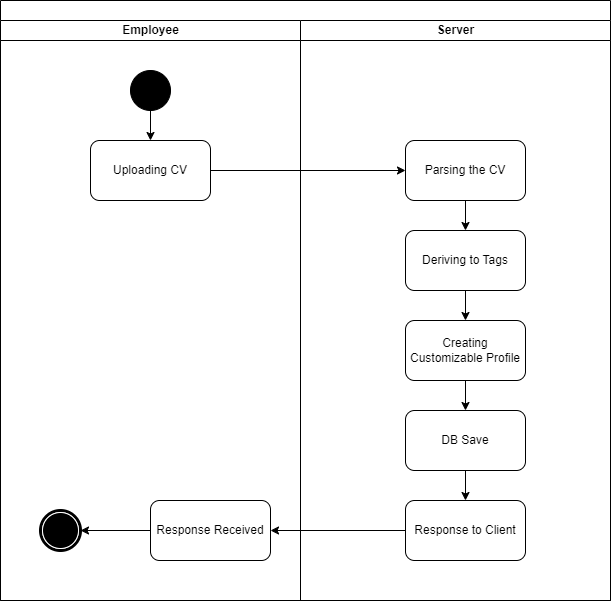 Employee
Server
Uploading CV
Parsing the CV
Deriving to Tags
Creating
Customizable Profile
DB Save
Response Received
Response to Client